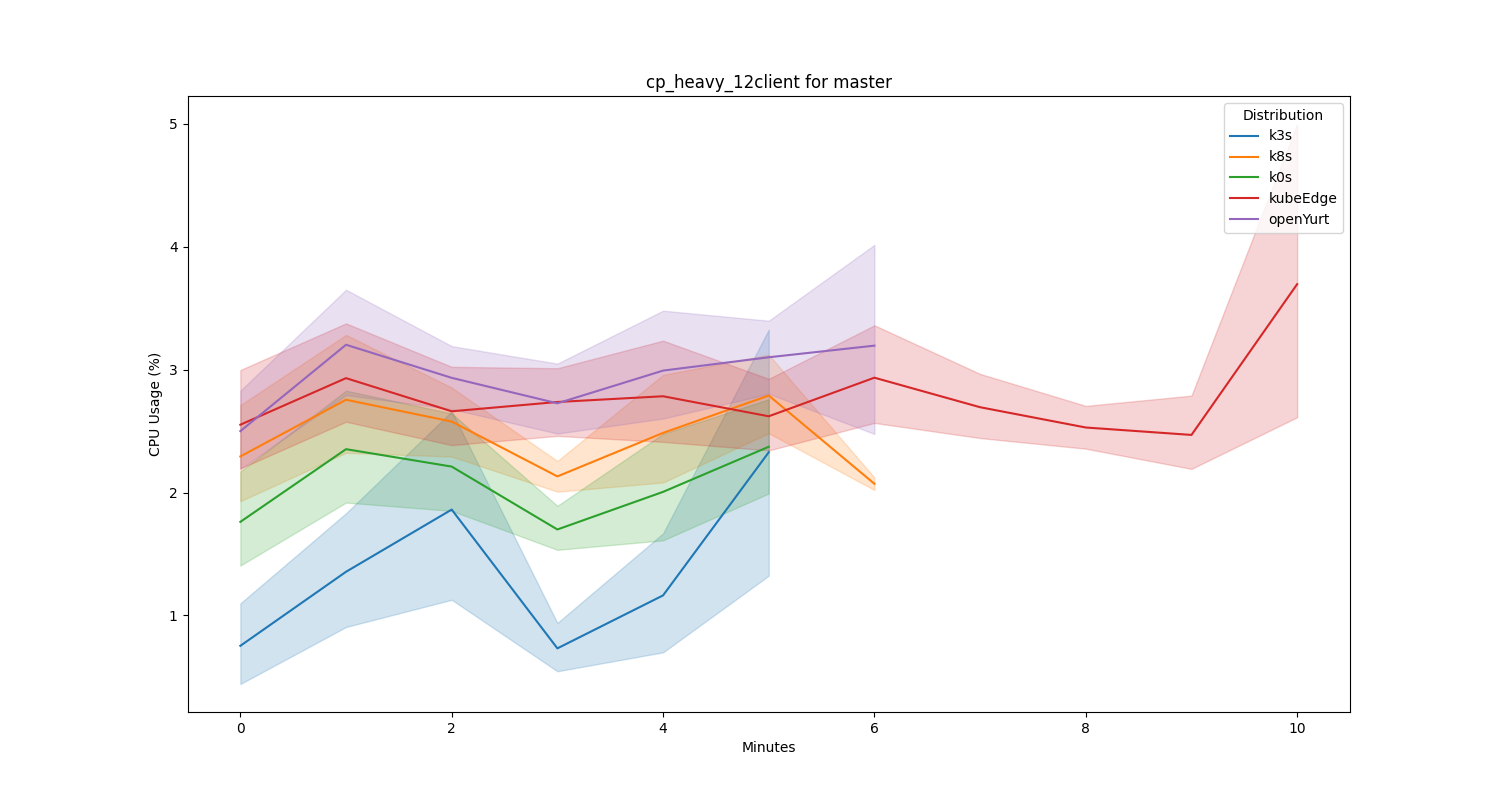 cp_heavy_12client for master
Distribution
k3s
k8s
k0s
kubeEdge
openYurt
CPU Usage (%)
5
4
3
2
1
0 2 4 6 8 10
Minutes